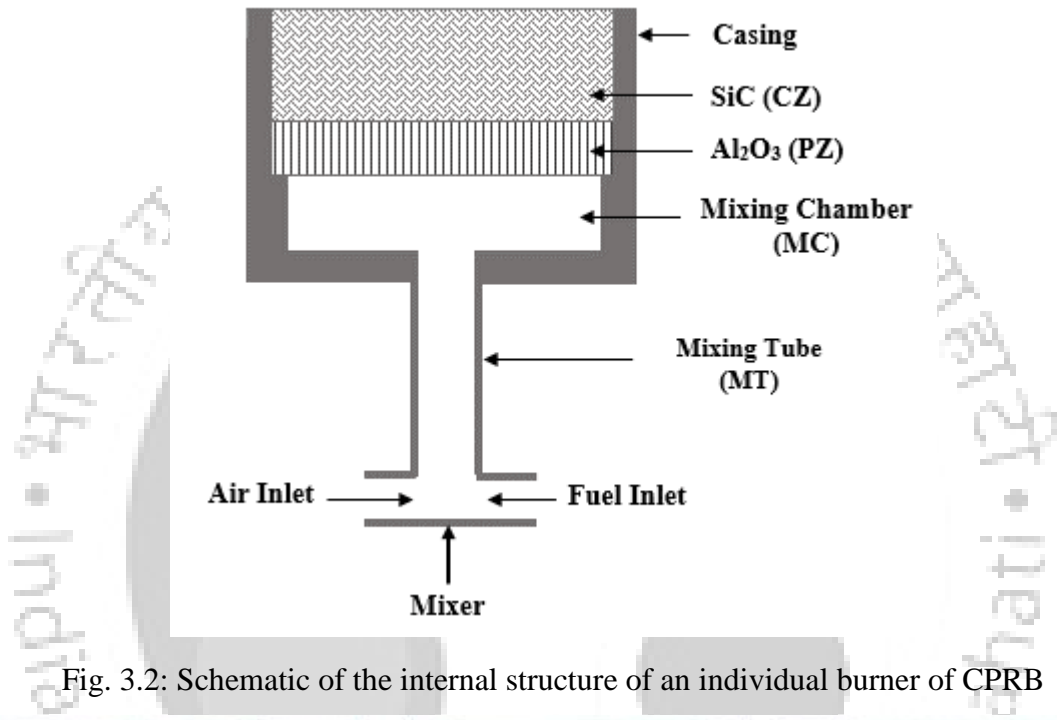 Casing
SiC (CZ)
Al₂O₃ (PZ)
Mixing Chamber
(MC)
Mixing Tube
(MT)
Air Inlet
Fuel Inlet
Mixer
Fig. 3.2: Schematic of the internal structure of an individual burner of CPRB